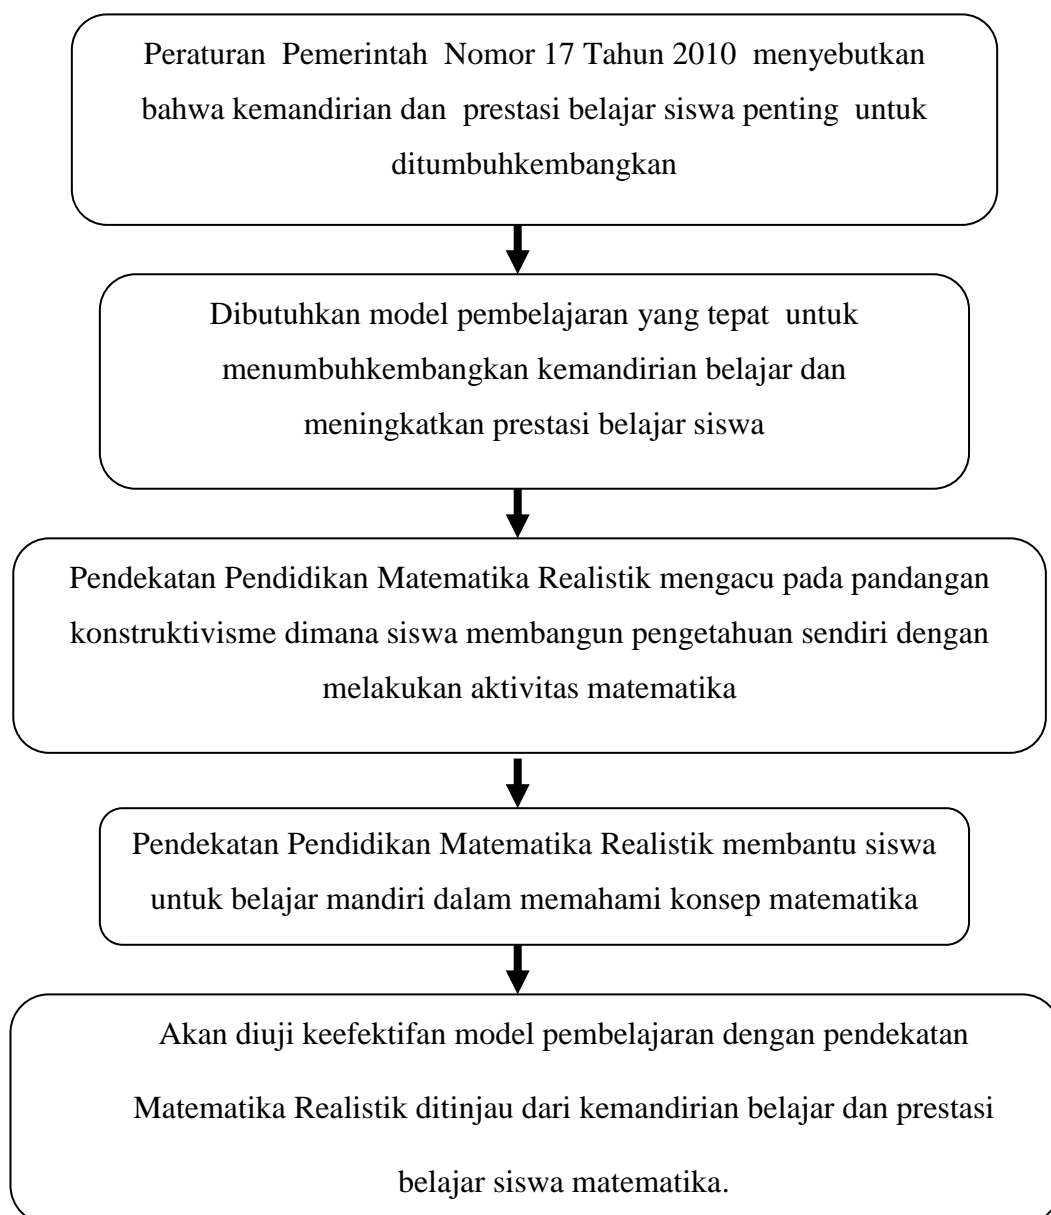 Peraturan Pemerintah Nomor 17 Tahun 2010 menyebutkan
bahwa kemandirian dan prestasi belajar siswa penting untuk
ditumbuhkembangkan
Dibutuhkan model pembelajaran yang tepat untuk
menumbuhkembangkan kemandirian belajar dan
meningkatkan prestasi belajar siswa
Pendekatan Pendidikan Matematika Realistik mengacu pada pandangan
konstruktivisme dimana siswa membangun pengetahuan sendiri dengan
melakukan aktivitas matematika
Pendekatan Pendidikan Matematika Realistik membantu siswa
untuk belajar mandiri dalam memahami konsep matematika
Akan diuji keefektifan model pembelajaran dengan pendekatan
Matematika Realistik ditinjau dari kemandirian belajar dan prestasi
belajar siswa matematika.